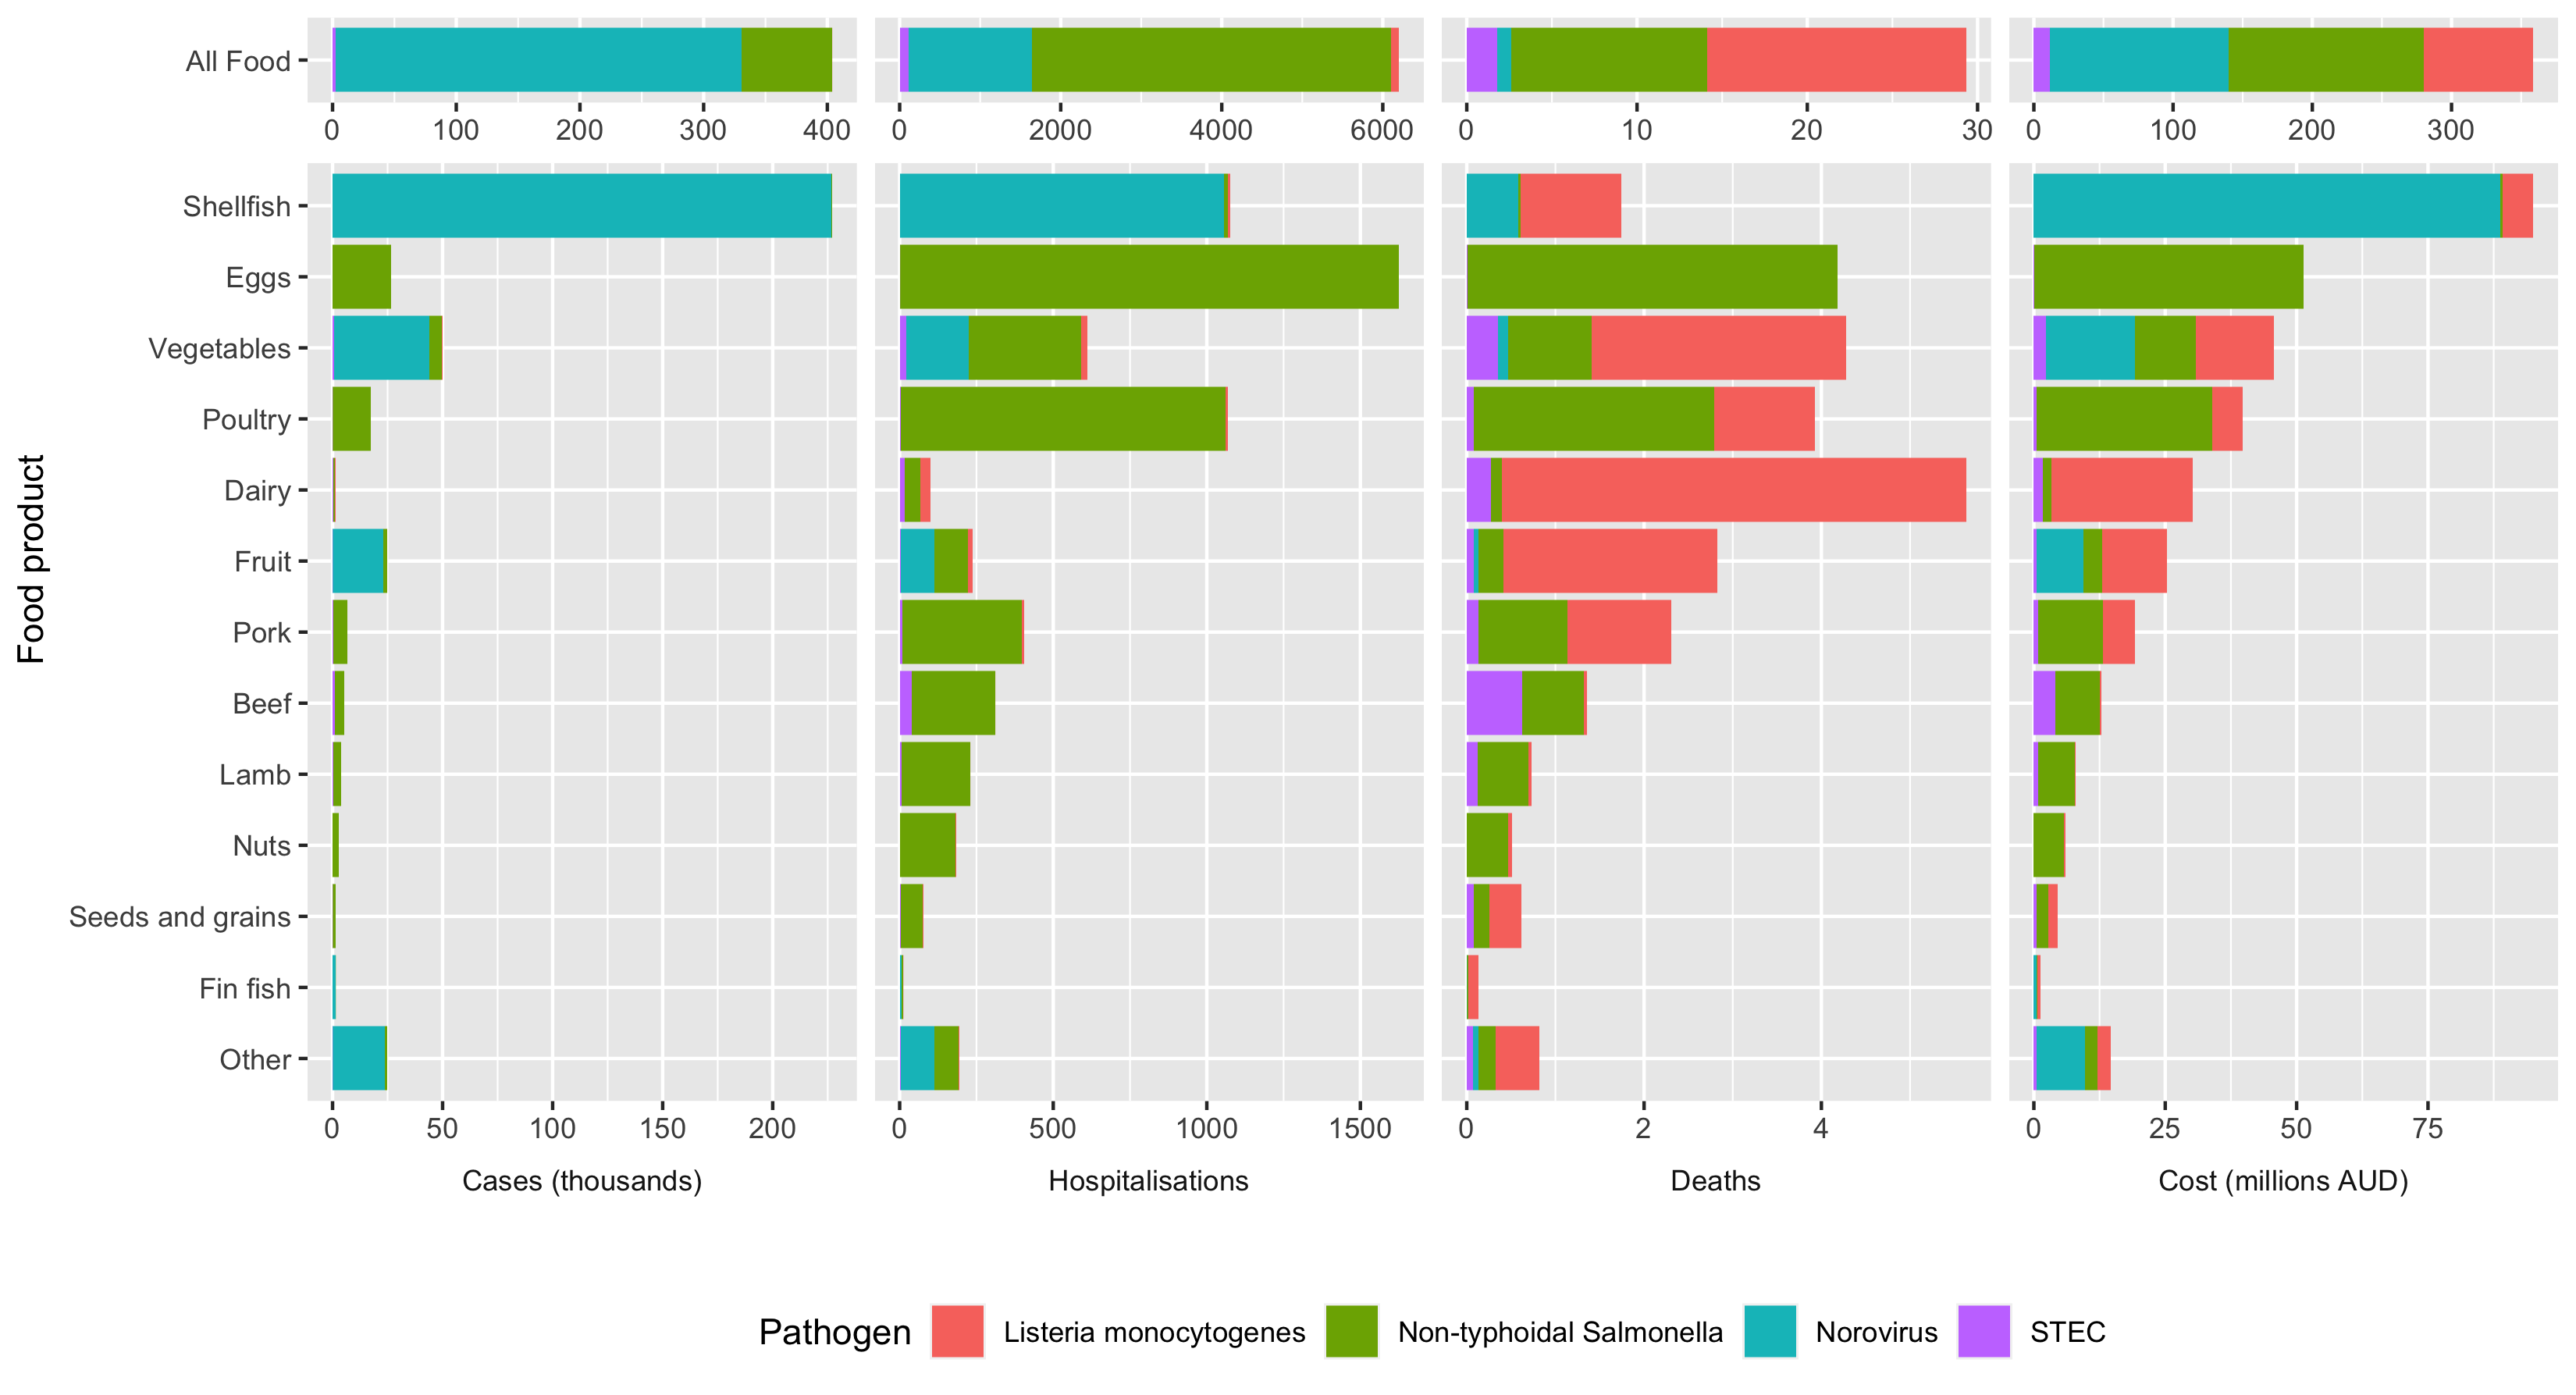 All Food
0 100 200 300 400
0 2000 4000 6000
0 10 20 30
0 100 200 300
Food product
Shellfish
Eggs
Vegetables
Poultry
Dairy
Fruit
Pork
Beef
Lamb
Nuts
Seeds and grains
Fin fish
Other
0 50 100 150 200
0 500 1000 1500
0 2 4
0 25 50 75
Cases (thousands)
Hospitalisations
Deaths
Cost (millions AUD)
Pathogen
Listeria monocytogenes
Non-typhoidal Salmonella
Norovirus
STEC